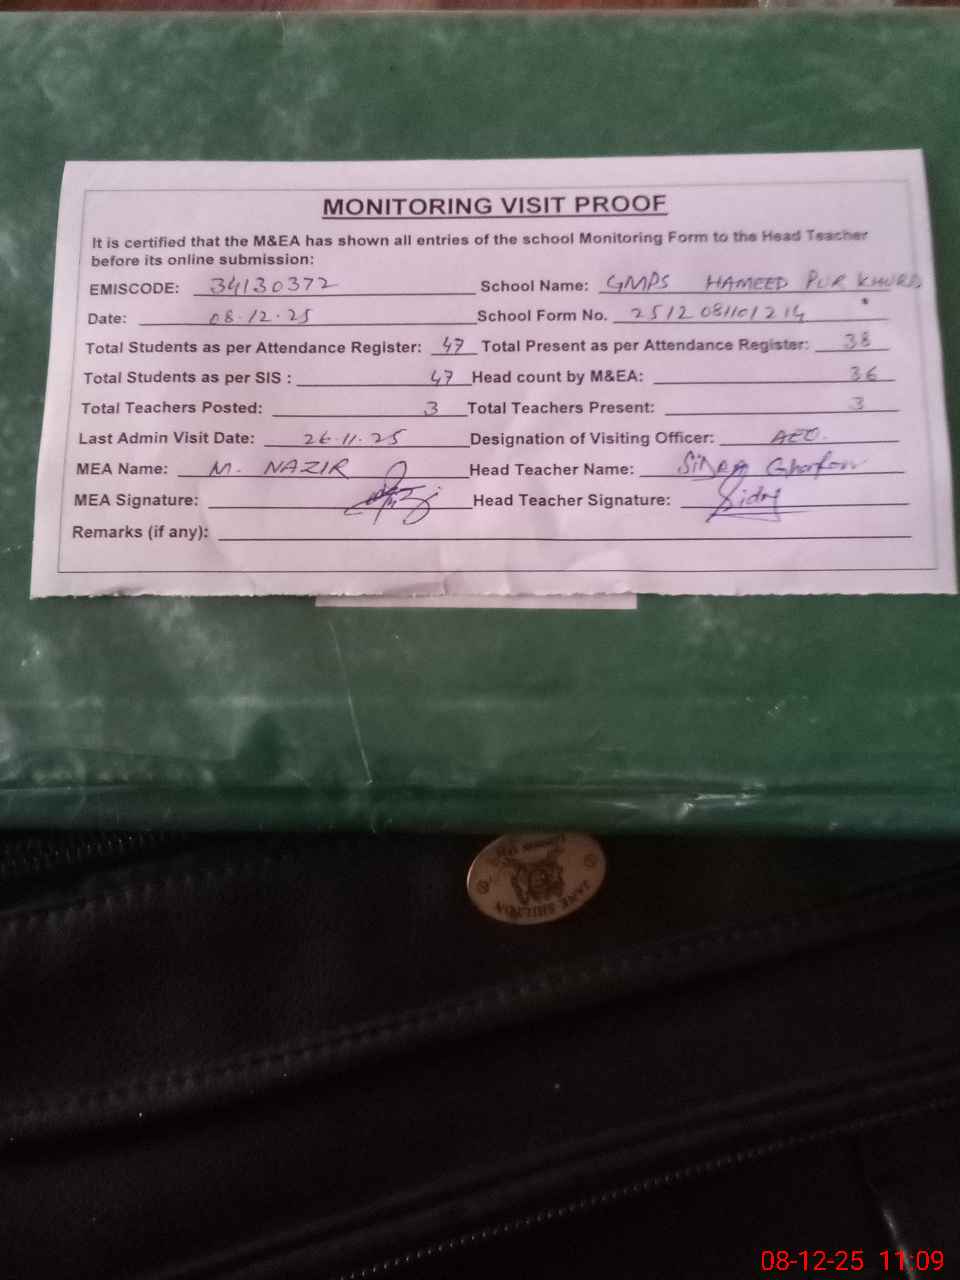 MONITORING VISIT PROOF
It is certified that the M&EA has shown all entries of the school Monitoring Form to the Head Teacher
before its online submission:
EMISCODE: 34130372 School Name: GMPS HAMEED PUR KHURD
Date: 08.12.25 School Form No. 2512081101214
Total Students as per Attendance Register: 47 Total Present as per Attendance Register: 38
Total Students as per SIS : 47 Head count by M&EA: 36
Total Teachers Posted: 3 Total Teachers Present: 3
Last Admin Visit Date: 26.11.25 Designation of Visiting Officer: AEO.
MEA Name: M. NAZIR Head Teacher Name: Sidra
MEA Signature: Head Teacher Signature: Sidra
Remarks (if any):
JANE SHILTON
08-12-25 11:09